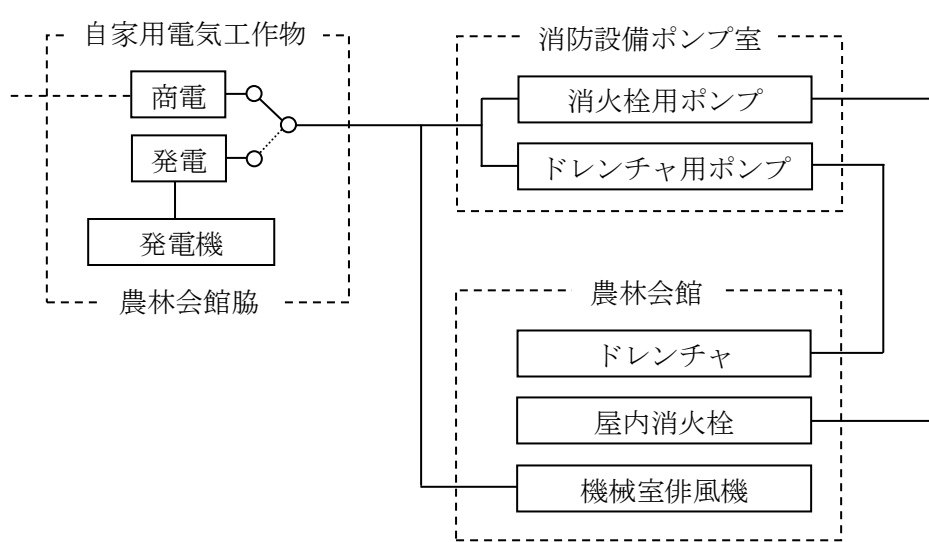 自家用電気工作物
商電
発電
発電機
農林会館脇
消防設備ポンプ室
消火栓用ポンプ
ドレンチャ用ポンプ
農林会館
ドレンチャ
屋内消火栓
機械室俳風機